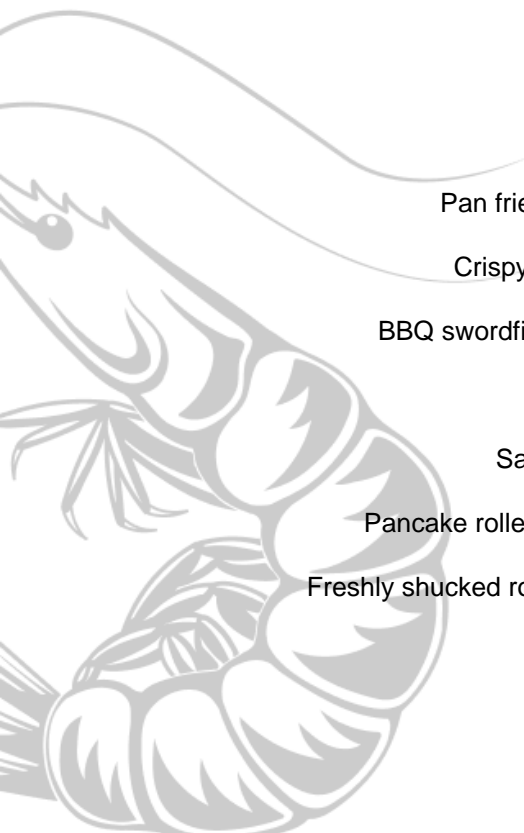 Pan frie
Crispy
BBQ swordfi
Sa
Pancake rolle
Freshly shucked ro